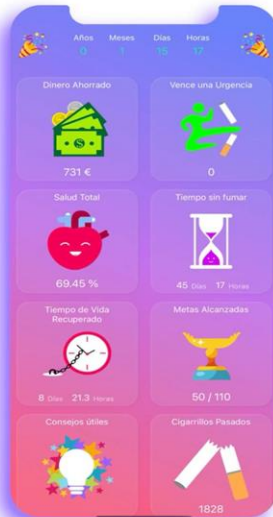 Años Meses Días Horas
0 1 15 17
Dinero Ahorrado Vence una Urgencia
731 € 0
Salud Total Tiempo sin fumar
69.45 % 45 Días 17 Horas
Tiempo de Vida Metas Alcanzadas
Recuperado
8 Días 21.3 Horas 50 / 110
Consejos útiles Cigarrillos Pasados
1828